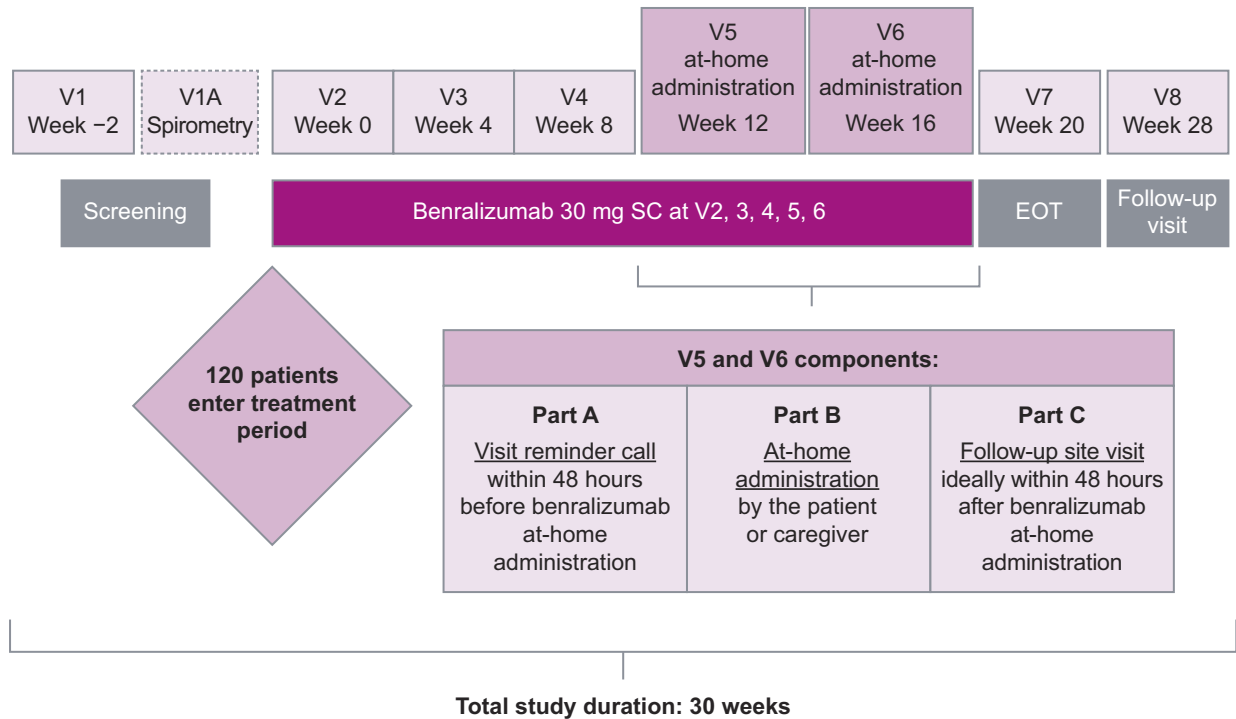 V1
Week −2
V1A
Spirometry
V2
Week 0
V3
Week 4
V4
Week 8
V5
at-home
administration
Week 12
V6
at-home
administration
Week 16
V7
Week 20
V8
Week 28
Screening
Benralizumab 30 mg SC at V2, 3, 4, 5, 6
EOT
Follow-up
visit
120 patients
enter treatment
period
V5 and V6 components:
Part A
Visit reminder call
within 48 hours
before benralizumab
at-home
administration
Part B
At-home
administration
by the patient
or caregiver
Part C
Follow-up site visit
ideally within 48 hours
after benralizumab
at-home
administration
Total study duration: 30 weeks